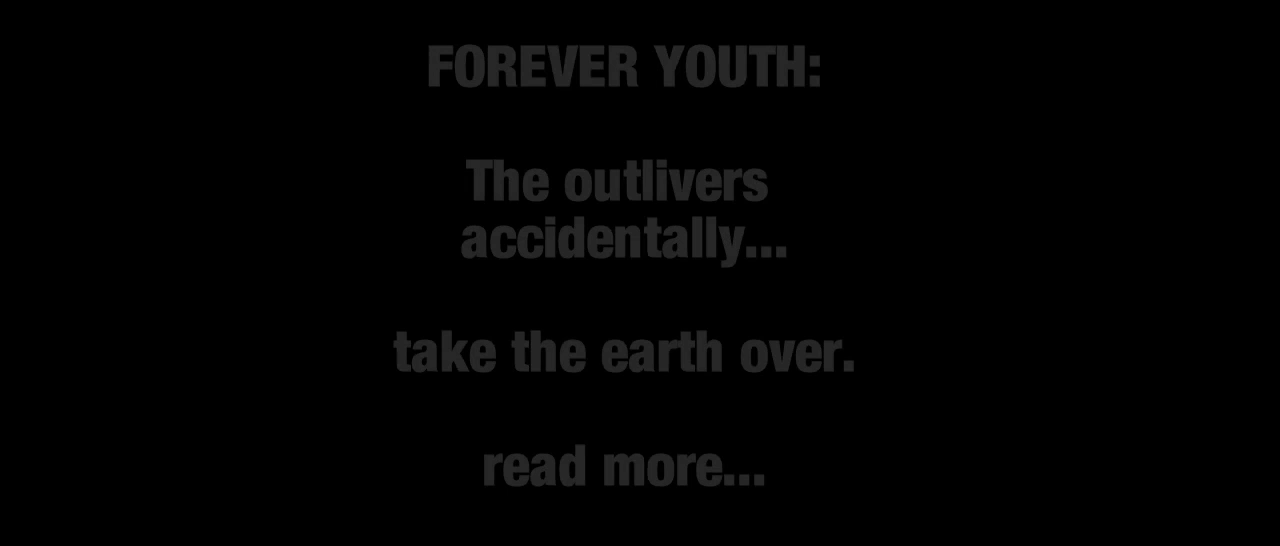 FOREVER YOUTH:
The outlivers
accidentally...
take the earth over.
read more...